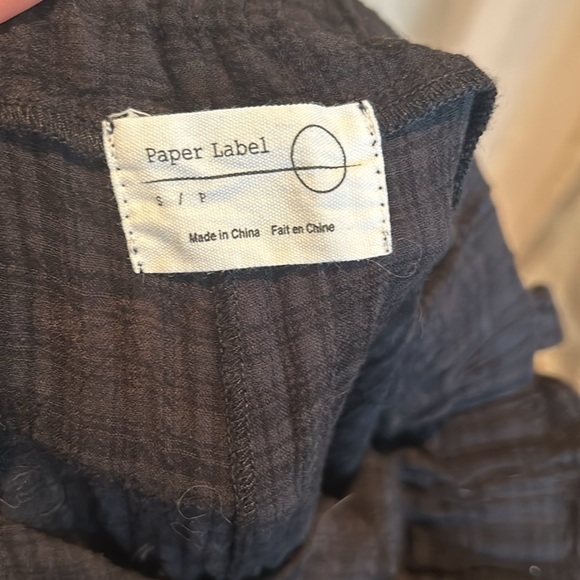 Paper Label
S / P
Made in China Fait en Chine